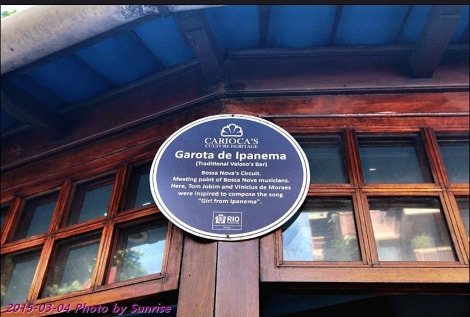 CARIOCA'S
CULTURE HERITAGE
Garota de Ipanema
(Traditional Veloso's Bar)
Bossa Nova's Circuit.
Meeting point of Bossa Nova musicians.
Here, Tom Jobim and Vinicius de Moraes
were inspired to compose the song
"Girl from Ipanema".
RIO
2015-03-04 Photo by Sunrise